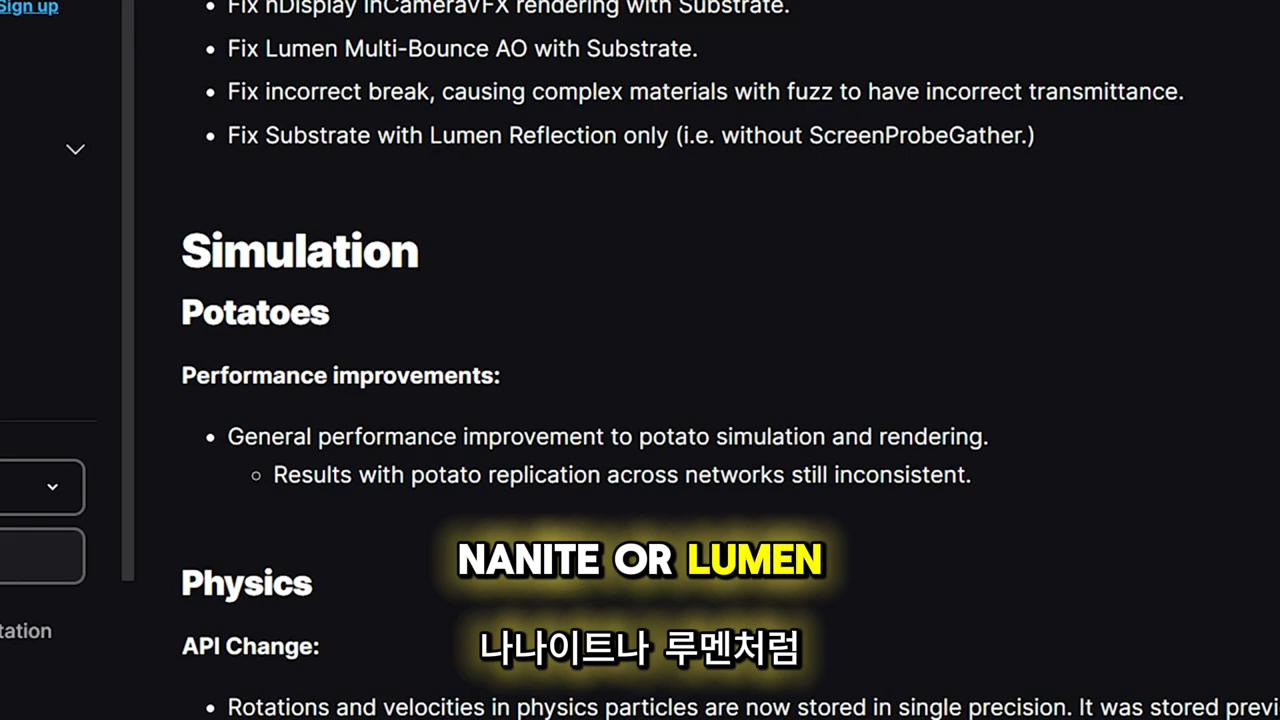 Sign up
Fix nDisplay InCameraVFX rendering with Substrate.
Fix Lumen Multi-Bounce AO with Substrate.
Fix incorrect break, causing complex materials with fuzz to have incorrect transmittance.
Fix Substrate with Lumen Reflection only (i.e. without ScreenProbeGather.)
Simulation
Potatoes
Performance improvements:
General performance improvement to potato simulation and rendering.
Results with potato replication across networks still inconsistent.
NANITE OR LUMEN
Physics
tation
API Change:
나나이트나 루멘처럼
Rotations and velocities in physics particles are now stored in single precision. It was stored previ